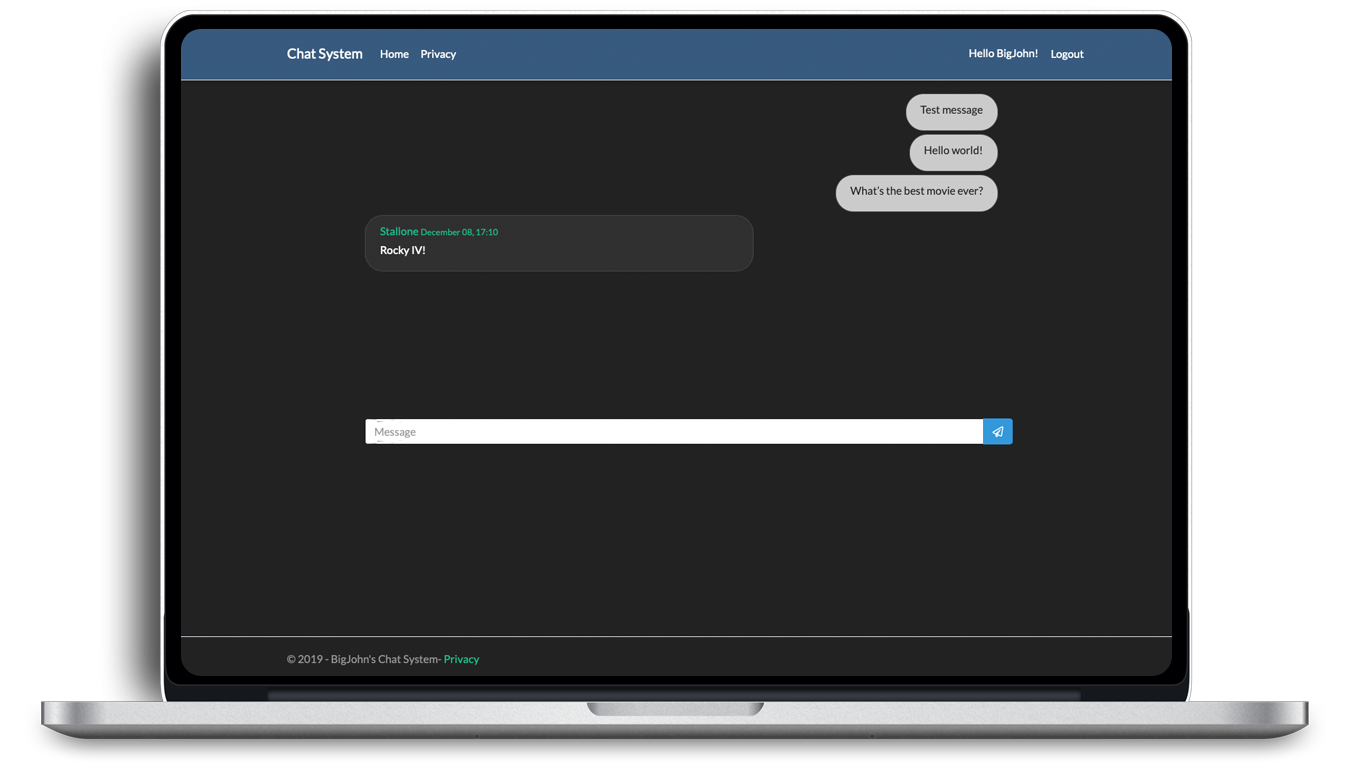 Chat System Home Privacy Hello BigJohn! Logout
Test message
Hello world!
What's the best movie ever?
Stallone December 08, 17:10
Rocky IV!
Message
© 2019 - BigJohn's Chat System- Privacy